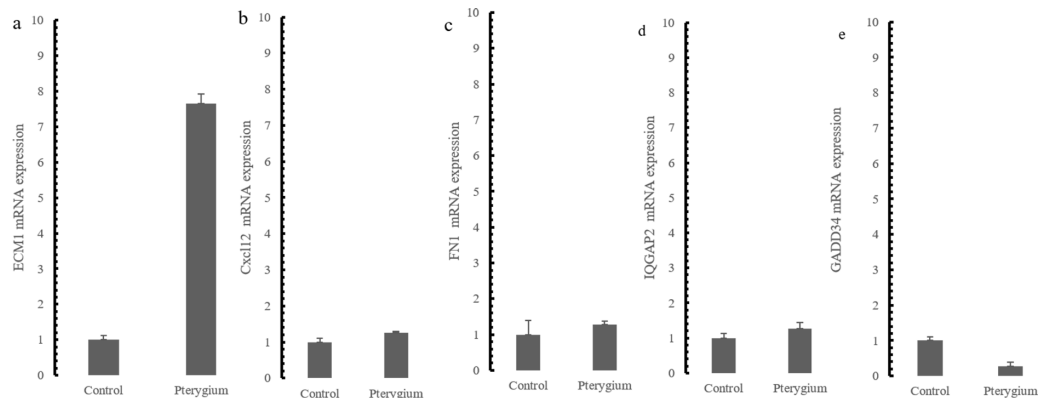 a
ECM1 mRNA expression
10
9
8
7
6
5
4
3
2
1
0
Control
Pterygium
b
Cxcl12 mRNA expression
10
9
8
7
6
5
4
3
2
1
0
Control
Pterygium
c
FN1 mRNA expression
10
9
8
7
6
5
4
3
2
1
0
Control
Pterygium
d
IQGAP2 mRNA expression
10
9
8
7
6
5
4
3
2
1
0
Control
Pterygium
e
GADD34 mRNA expression
10
9
8
7
6
5
4
3
2
1
0
Control
Pterygium